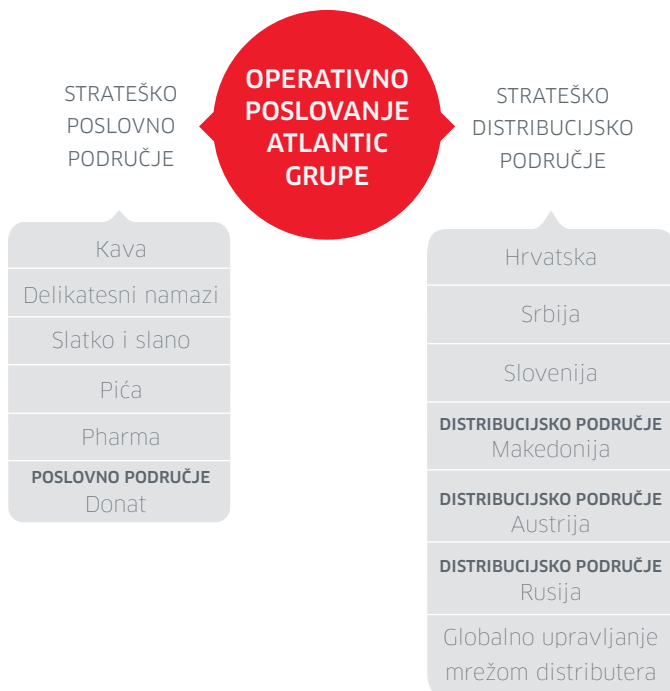 OPERATIVNO
POSLOVANJE
ATLANTIC
GRUPE
STRATEŠKO
POSLOVNO
PODRUČJE
Kava
Delikatesni namazi
Slatko i slano
Pića
Pharma
POSLOVNO PODRUČJE
Donat
STRATEŠKO
DISTRIBUCIJSKO
PODRUČJE
Hrvatska
Srbija
Slovenija
DISTRIBUCIJSKO PODRUČJE
Makedonija
DISTRIBUCIJSKO PODRUČJE
Austrija
DISTRIBUCIJSKO PODRUČJE
Rusija
Globalno upravljanje
mrežom distributera